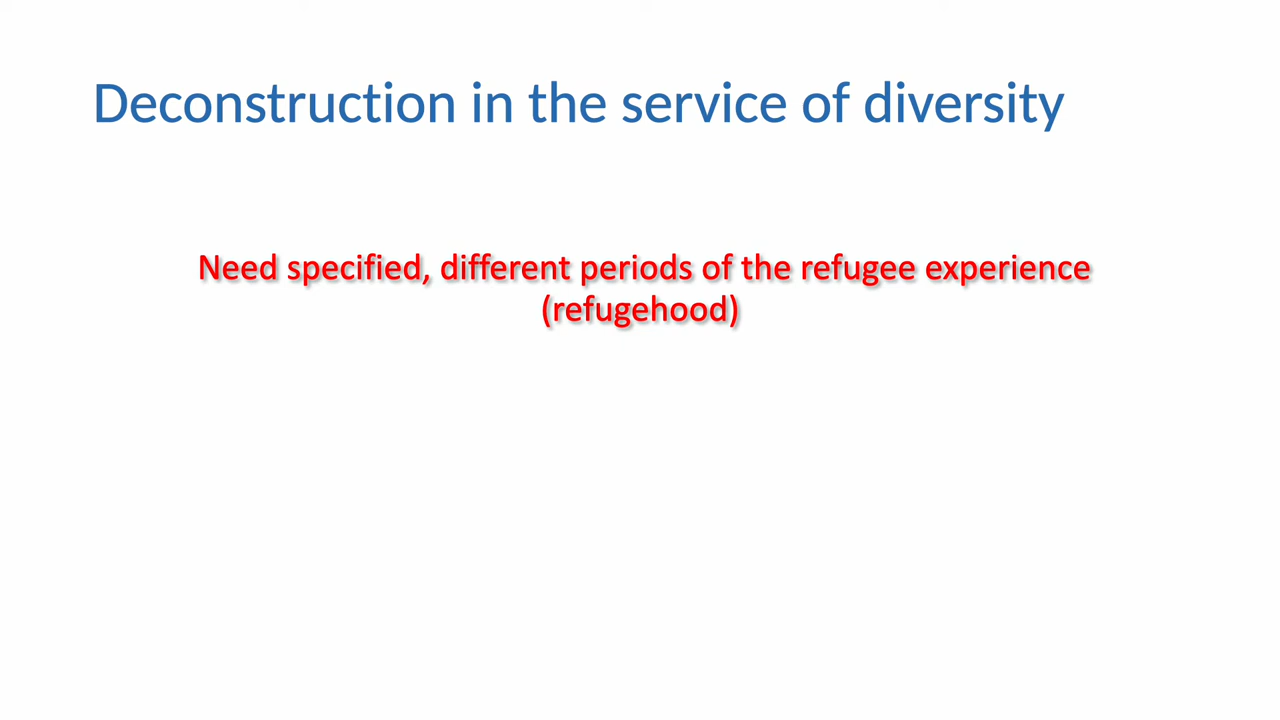 Deconstruction in the service of diversity
Need specified, different periods of the refugee experience
(refugehood)